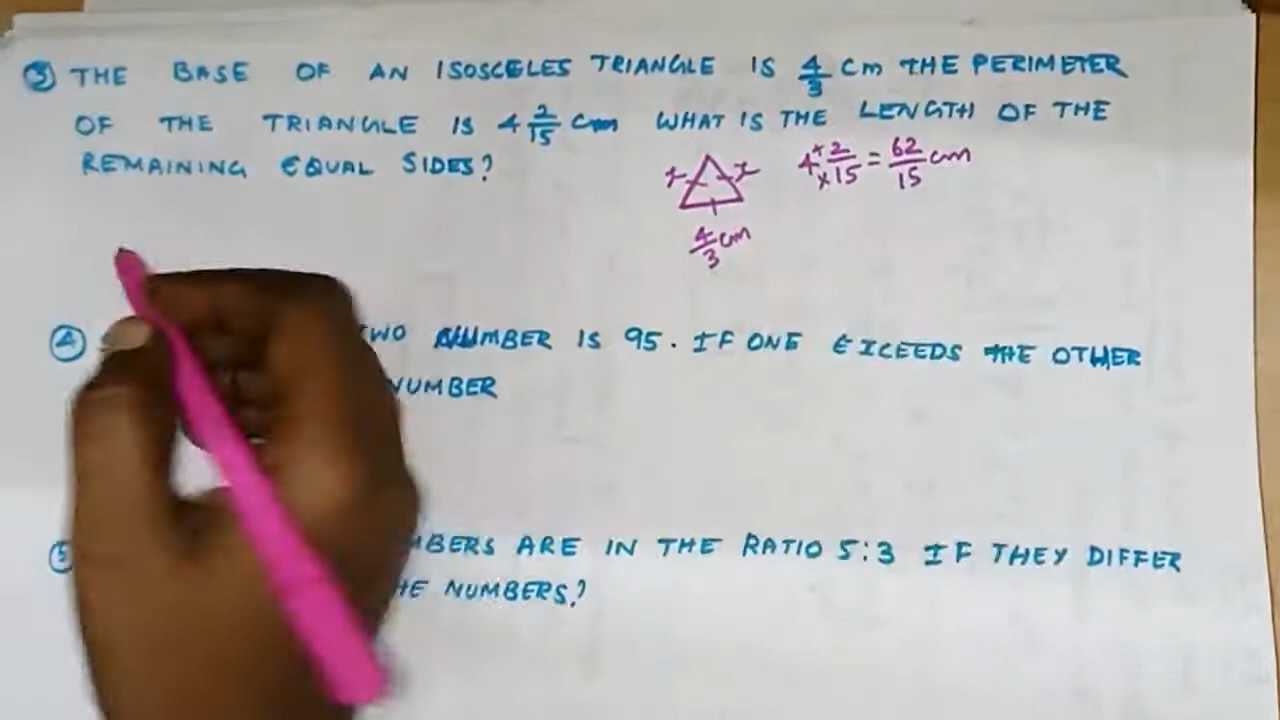 ③ THE BASE OF AN ISOSCELES TRIANGLE IS 4/3 cm THE PERIMETER
OF THE TRIANGLE IS 4 2/15 cm WHAT IS THE LENGTH OF THE
REMAINING EQUAL SIDES?
x x 4+2/×15 = 62/15 cm
4/3 cm
④ TWO NUMBER IS 95. IF ONE EXCEEDS THE OTHER
NUMBER
⑤ MBERS ARE IN THE RATIO 5:3 IF THEY DIFFER
HE NUMBERS?